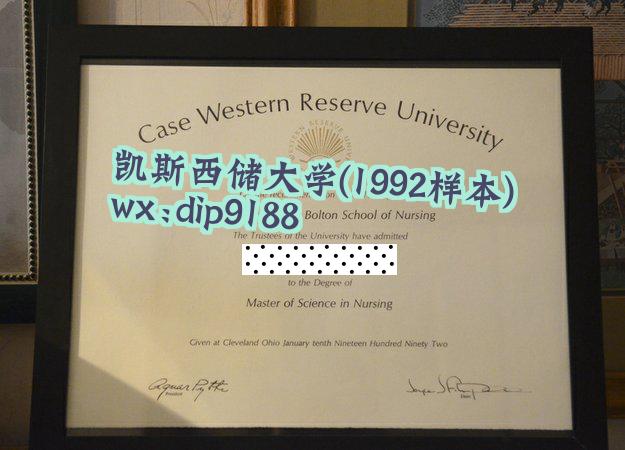 Case Western Reserve University
凯斯西储大学(1992样本)
wx:dip9188
Bolton School of Nursing
The Trustees of the University have admitted
to the Degree of
Master of Science in Nursing
Given at Cleveland Ohio January tenth Nineteen Hundred Ninety Two
President
Dean